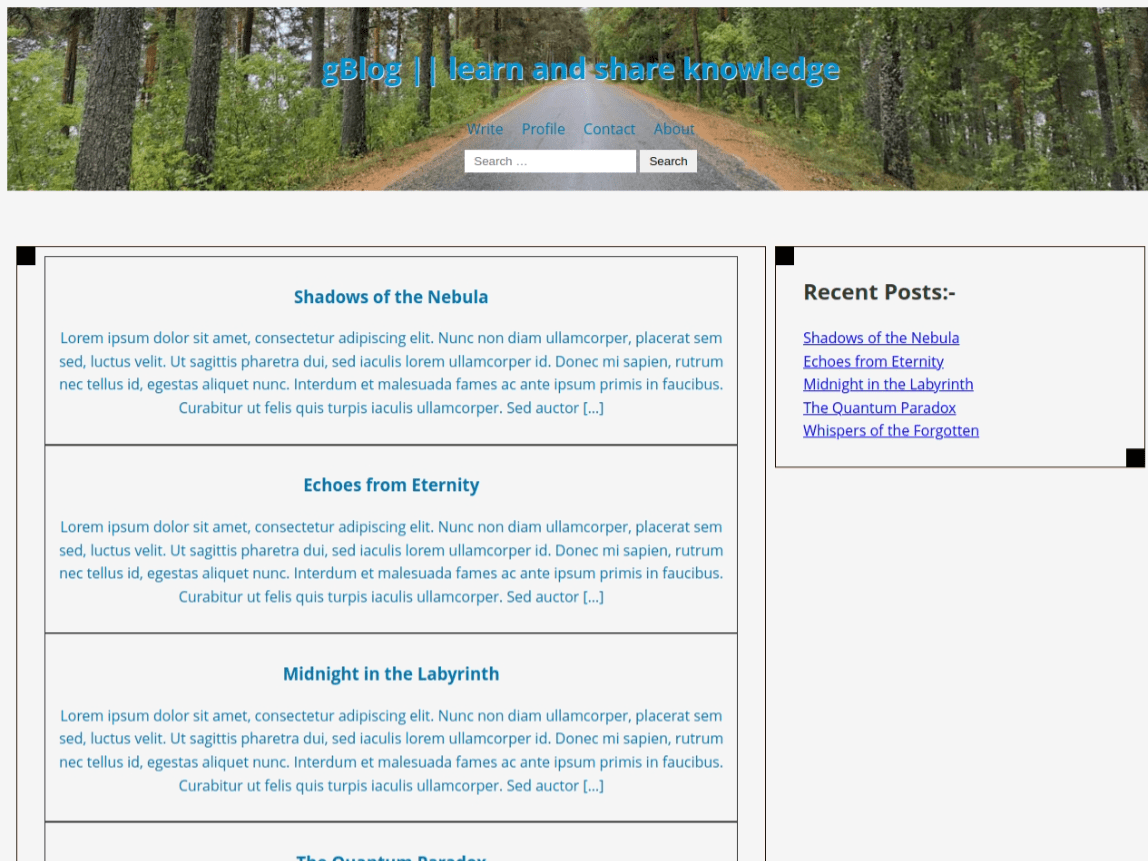 gBlog || learn and share knowledge
Write Profile Contact About
Search ...
Search
Shadows of the Nebula
Lorem ipsum dolor sit amet, consectetur adipiscing elit. Nunc non diam ullamcorper, placerat sem
sed, luctus velit. Ut sagittis pharetra dui, sed iaculis lorem ullamcorper id. Donec mi sapien, rutrum
nec tellus id, egestas aliquet nunc. Interdum et malesuada fames ac ante ipsum primis in faucibus.
Curabitur ut felis quis turpis iaculis ullamcorper. Sed auctor [...]
Echoes from Eternity
Lorem ipsum dolor sit amet, consectetur adipiscing elit. Nunc non diam ullamcorper, placerat sem
sed, luctus velit. Ut sagittis pharetra dui, sed iaculis lorem ullamcorper id. Donec mi sapien, rutrum
nec tellus id, egestas aliquet nunc. Interdum et malesuada fames ac ante ipsum primis in faucibus.
Curabitur ut felis quis turpis iaculis ullamcorper. Sed auctor [...]
Midnight in the Labyrinth
Lorem ipsum dolor sit amet, consectetur adipiscing elit. Nunc non diam ullamcorper, placerat sem
sed, luctus velit. Ut sagittis pharetra dui, sed iaculis lorem ullamcorper id. Donec mi sapien, rutrum
nec tellus id, egestas aliquet nunc. Interdum et malesuada fames ac ante ipsum primis in faucibus.
Curabitur ut felis quis turpis iaculis ullamcorper. Sed auctor [...]
The Quantum Paradox
Recent Posts:-
Shadows of the Nebula
Echoes from Eternity
Midnight in the Labyrinth
The Quantum Paradox
Whispers of the Forgotten